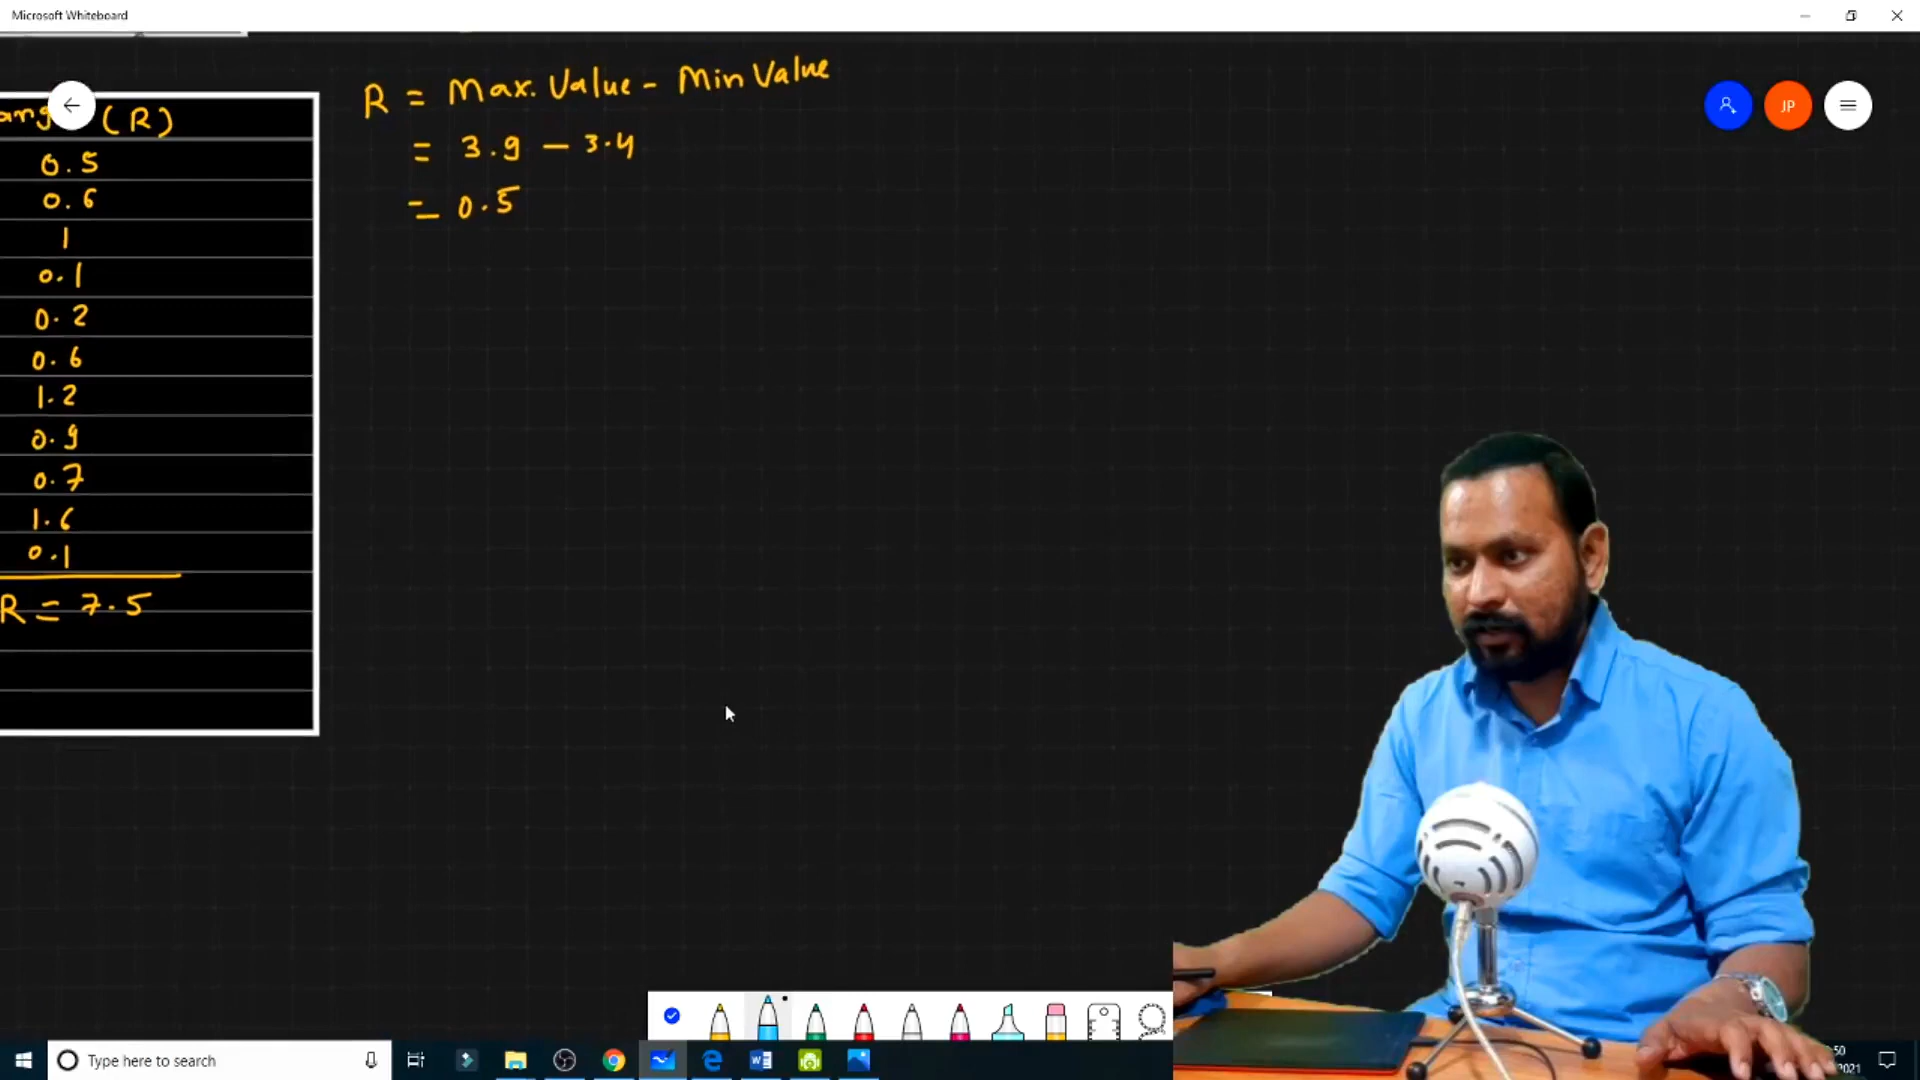 Microsoft Whiteboard
(R)
0.5
0.6
1
0.1
0.2
0.6
1.2
0.9
0.7
1.6
0.1
R = 7.5
R = Max. Value - Min Value
= 3.9 - 3.4
= 0.5
JP
Type here to search